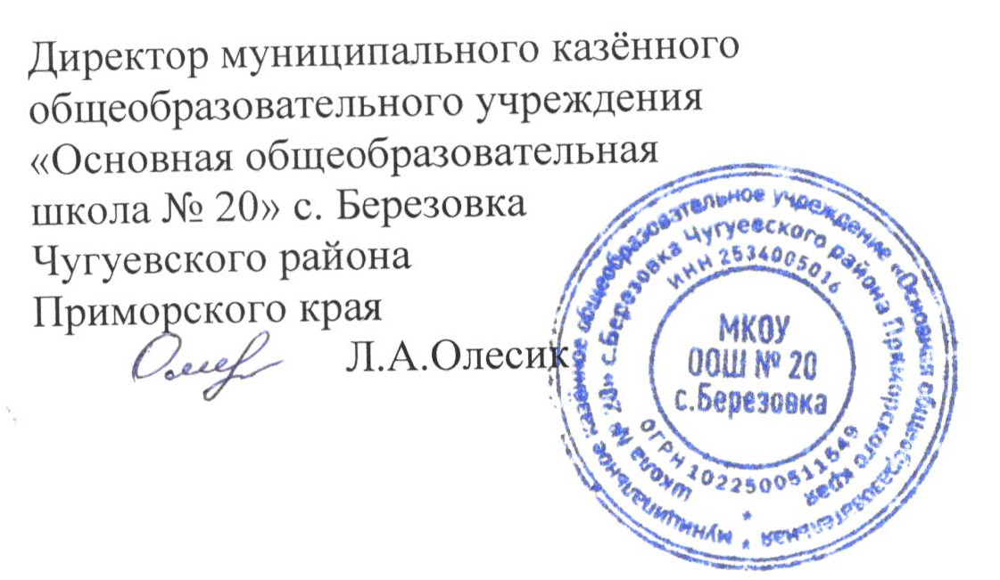 Директор муниципального казённого
общеобразовательного учреждения
«Основная общеобразовательная
школа № 20» с. Березовка
Чугуевского района
Приморского края
Л.А.Олесик
муниципальное казённое общеобразовательное учреждение «Основная общеобразовательная
школа № 20» с.Березовка Чугуевского района Приморского края
ИНН 2534005016
МКОУ
ООШ № 20
с.Березовка
ОГРН 1022500511549